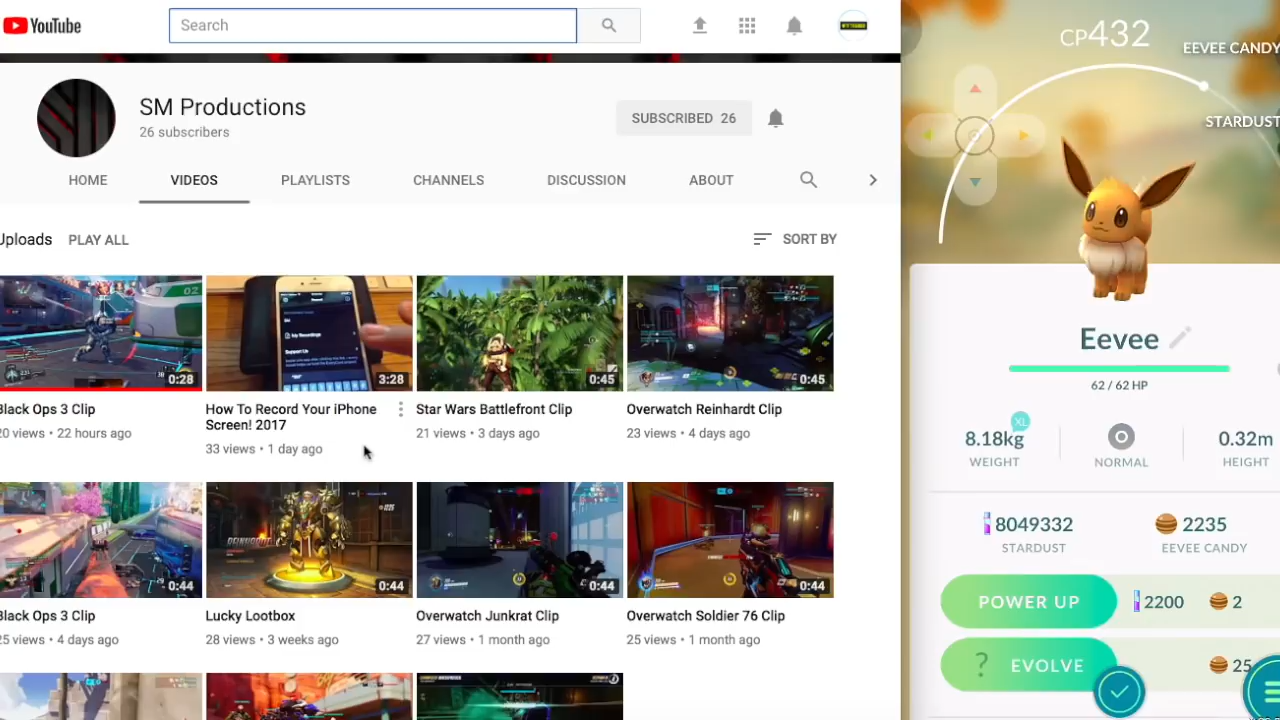 YouTube
Search
SM Productions
26 subscribers
SUBSCRIBED 26
HOME
VIDEOS
PLAYLISTS
CHANNELS
DISCUSSION
ABOUT
Uploads
PLAY ALL
SORT BY
0:28
3:28
0:45
0:45
Black Ops 3 Clip
20 views • 22 hours ago
How To Record Your iPhone
Screen! 2017
33 views • 1 day ago
Star Wars Battlefront Clip
21 views • 3 days ago
Overwatch Reinhardt Clip
23 views • 4 days ago
0:44
0:44
0:44
0:44
Black Ops 3 Clip
25 views • 4 days ago
Lucky Lootbox
28 views • 3 weeks ago
Overwatch Junkrat Clip
27 views • 1 month ago
Overwatch Soldier 76 Clip
25 views • 1 month ago
CP432
EEVEE CANDY
STARDUST
Eevee
62 / 62 HP
XL
8.18kg
WEIGHT
NORMAL
0.32m
HEIGHT
8049332
STARDUST
2235
EEVEE CANDY
POWER UP
2200
2
? EVOLVE
25